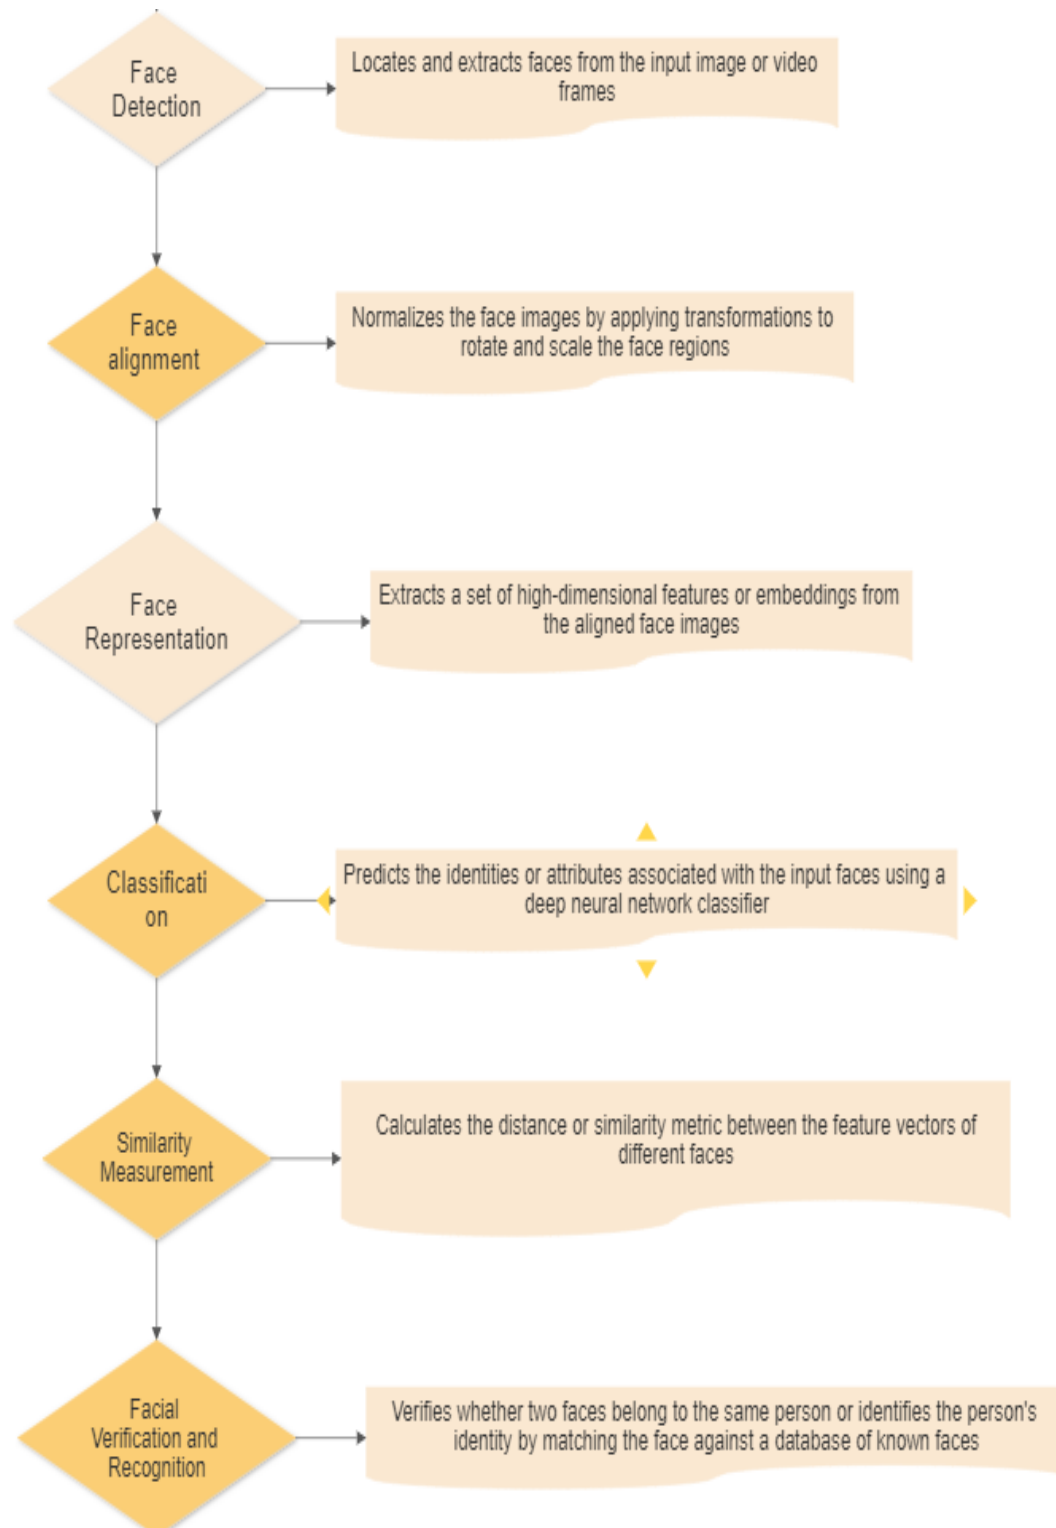 Face
Detection
Locates and extracts faces from the input image or video
frames
Face
alignment
Normalizes the face images by applying transformations to
rotate and scale the face regions
Face
Representation
Extracts a set of high-dimensional features or embeddings from
the aligned face images
Classificati
on
Predicts the identities or attributes associated with the input faces using a
deep neural network classifier
Similarity
Measurement
Calculates the distance or similarity metric between the feature vectors of
different faces
Facial
Verification and
Recognition
Verifies whether two faces belong to the same person or identifies the person's
identity by matching the face against a database of known faces